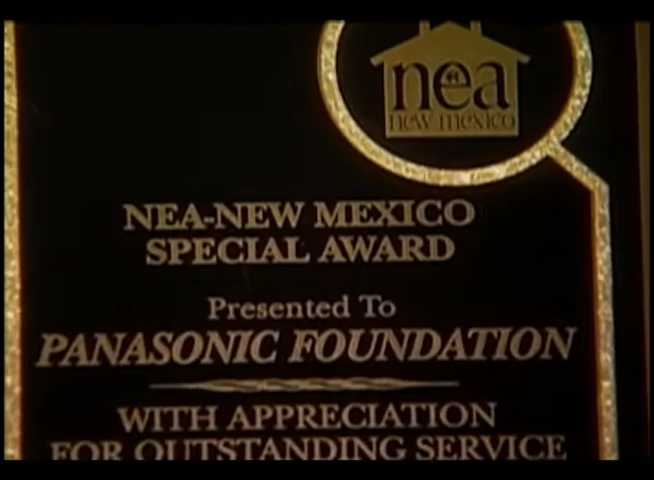 nea
new mexico
NEA-NEW MEXICO
SPECIAL AWARD
Presented To
PANASONIC FOUNDATION
WITH APPRECIATION
FOR OUTSTANDING SERVICE